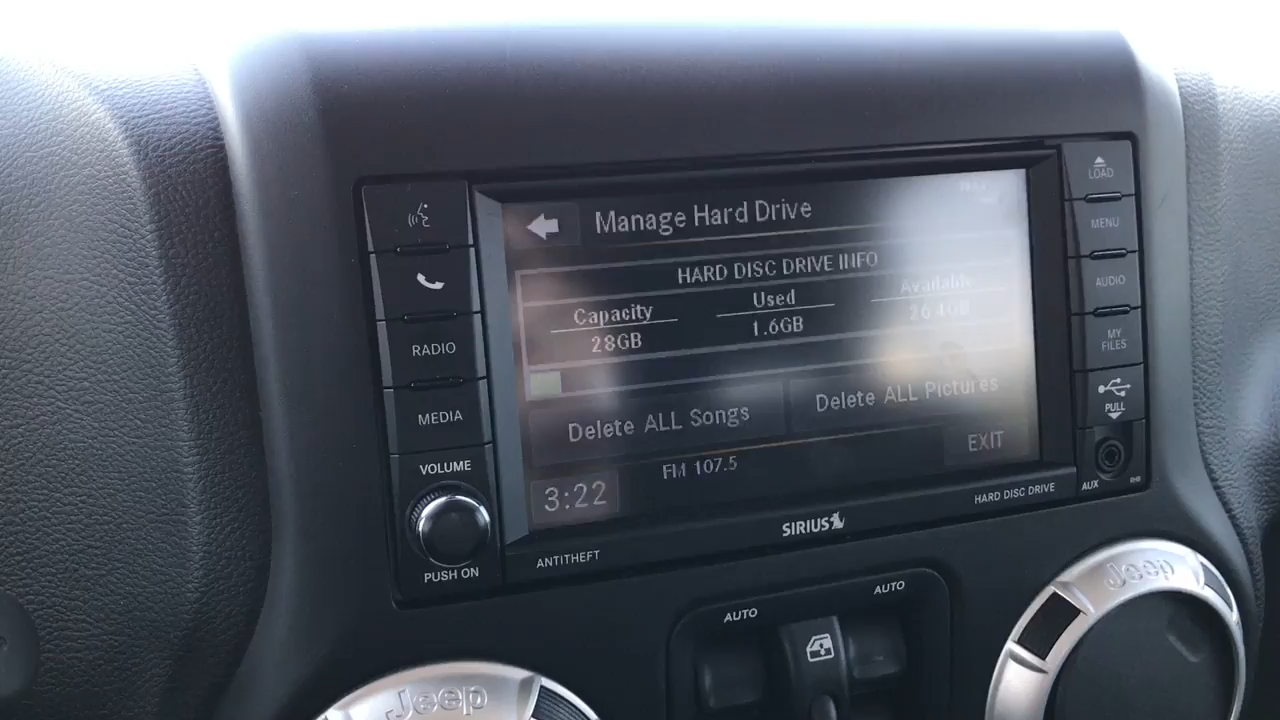 Manage Hard Drive
HARD DISC DRIVE INFO
Capacity
Used
Available
28GB
1.6GB
26.4GB
Delete ALL Songs
Delete ALL Pictures
EXIT
FM 107.5
3:22
RADIO
MEDIA
VOLUME
PUSH ON
LOAD
MENU
AUDIO
MY
FILES
PULL
AUX
ANTITHEFT
SIRIUS
HARD DISC DRIVE
AUTO
AUTO
Jeep
Jeep